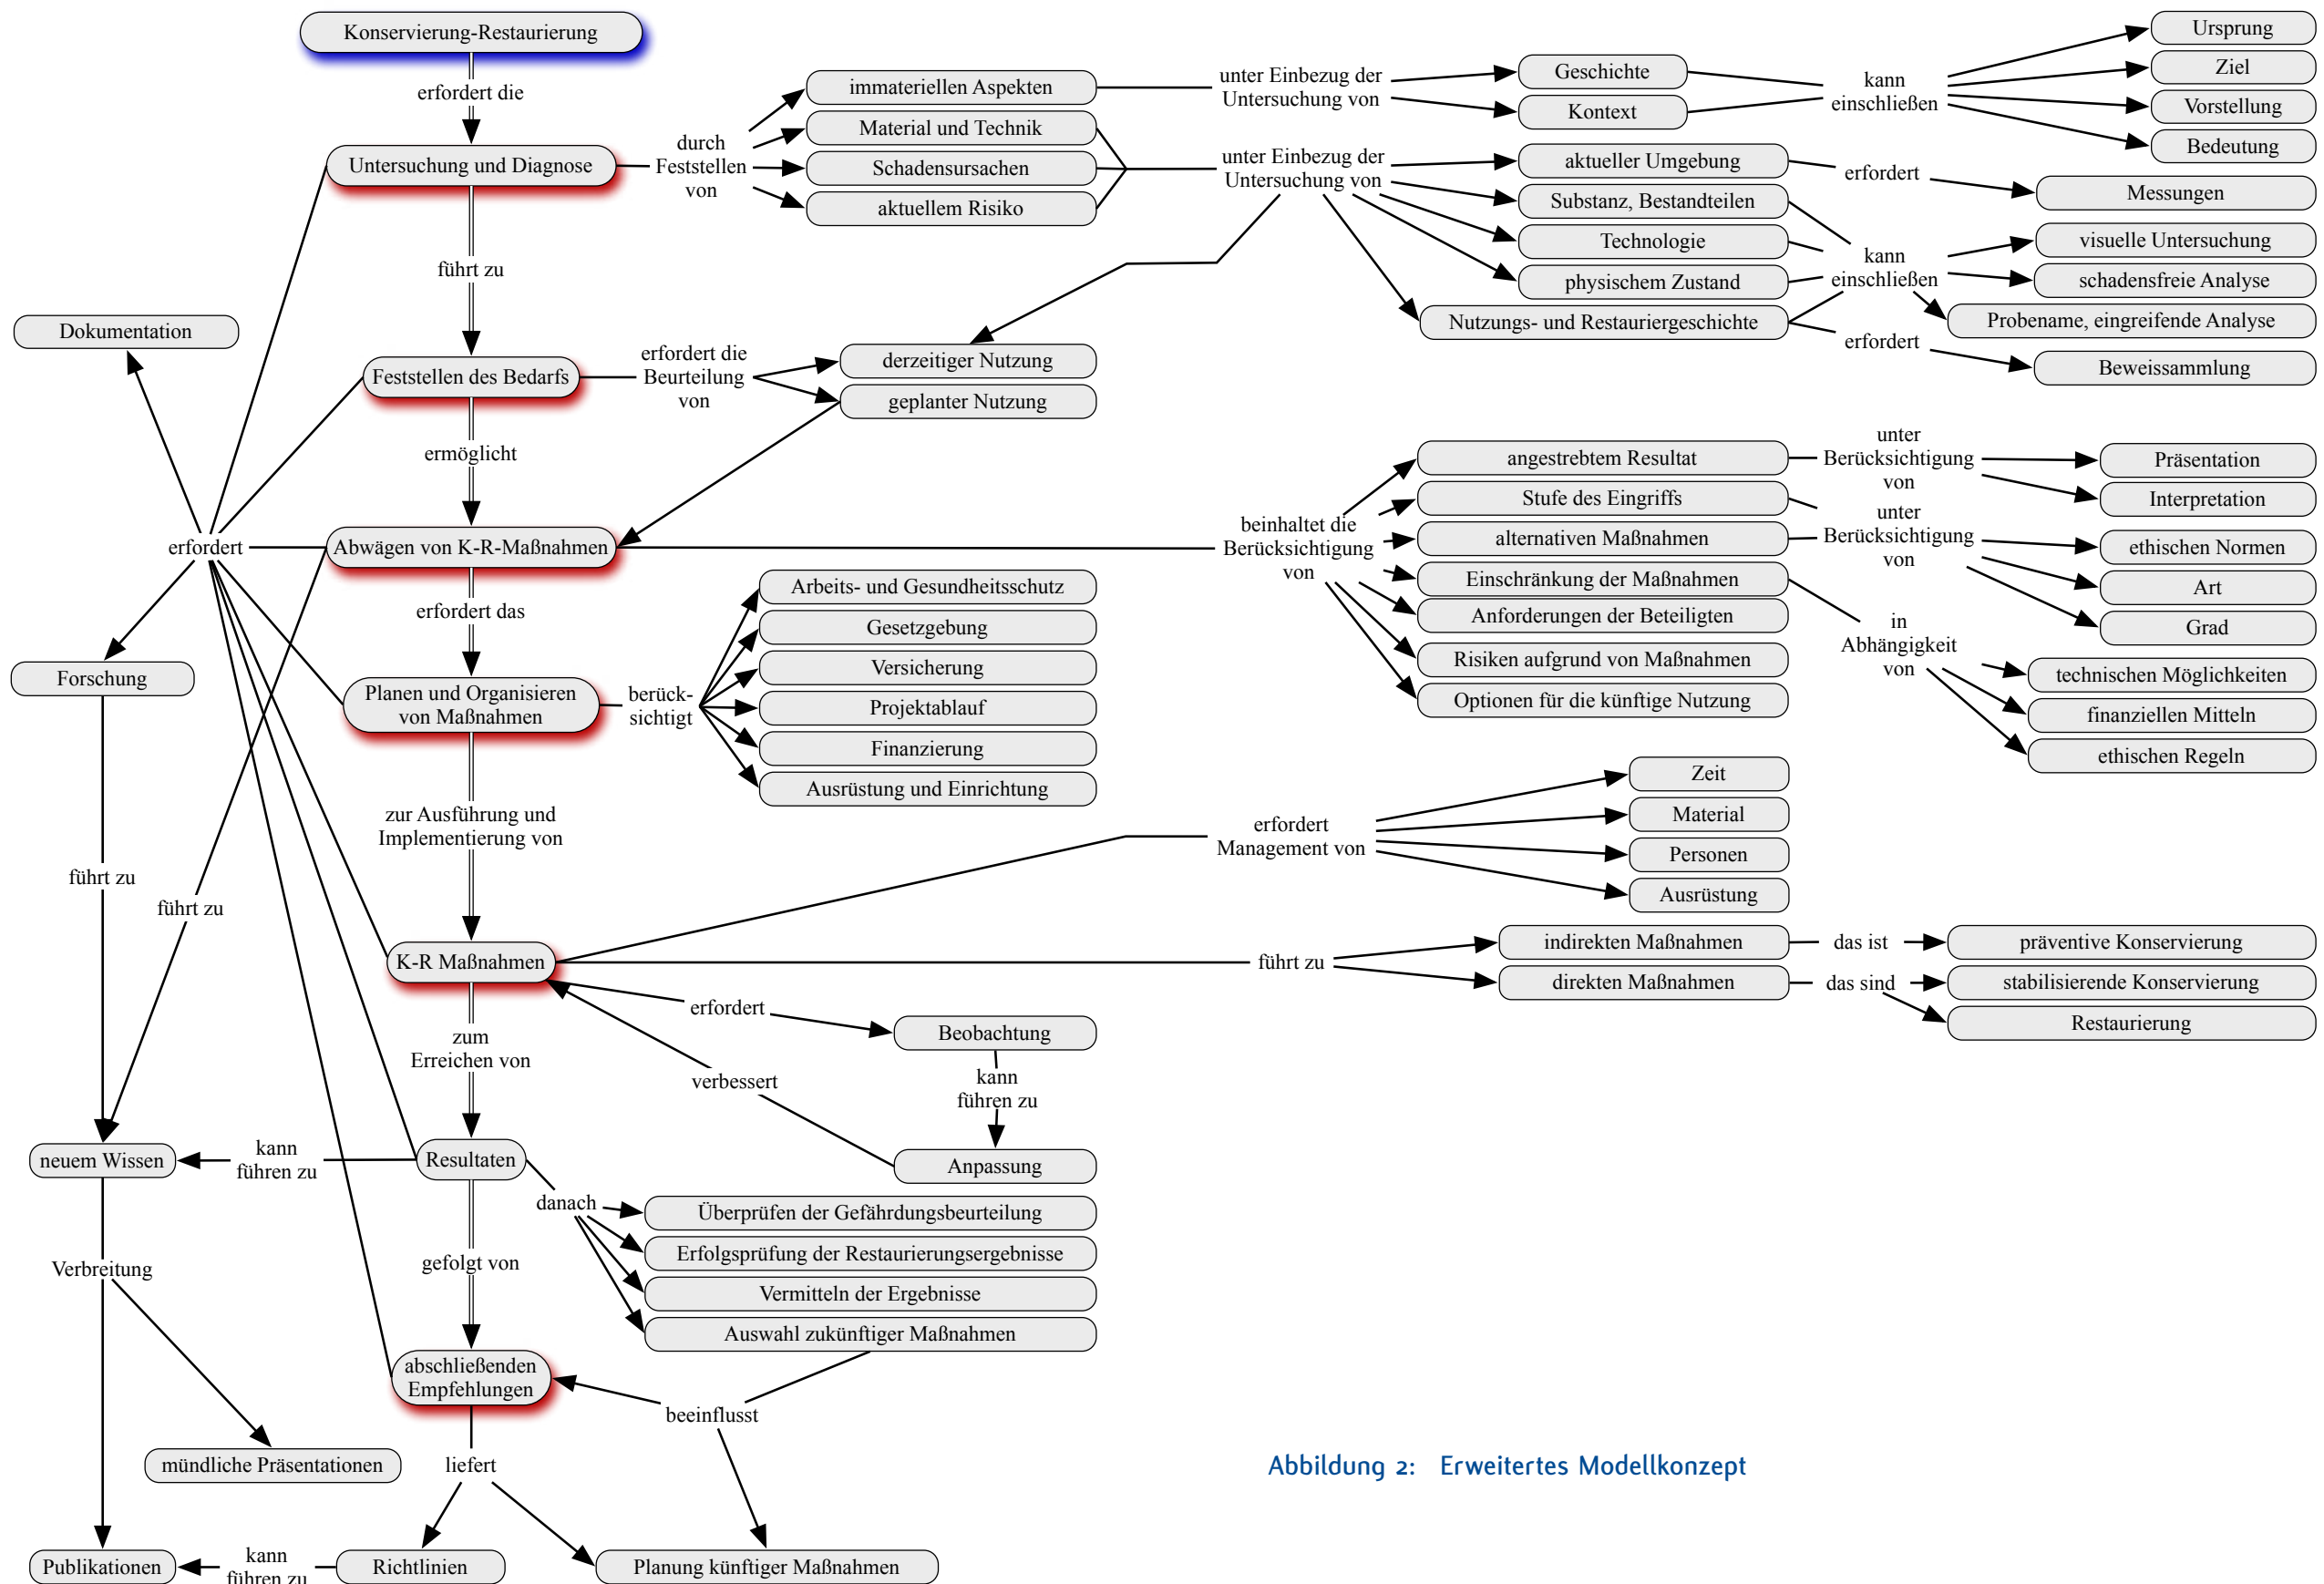 Konservierung-Restaurierung
erfordert die
Untersuchung und Diagnose
durch
Feststellen
von
immateriellen Aspekten
Material und Technik
Schadensursachen
aktuellem Risiko
unter Einbezug der
Untersuchung von
Geschichte
Kontext
kann
einschließen
Ursprung
Ziel
Vorstellung
Bedeutung
unter Einbezug der
Untersuchung von
aktueller Umgebung
Substanz, Bestandteilen
Technologie
physischem Zustand
Nutzungs- und Restauriergeschichte
erfordert
Messungen
kann
einschließen
visuelle Untersuchung
schadensfreie Analyse
Probename, eingreifende Analyse
erfordert
Beweissammlung
führt zu
Dokumentation
Feststellen des Bedarfs
erfordert die
Beurteilung
von
derzeitiger Nutzung
geplanter Nutzung
ermöglicht
erfordert
Abwägen von K-R-Maßnahmen
beinhaltet die
Berücksichtigung
von
angestrebtem Resultat
Stufe des Eingriffs
alternativen Maßnahmen
Einschränkung der Maßnahmen
Anforderungen der Beteiligten
Risiken aufgrund von Maßnahmen
Optionen für die künftige Nutzung
unter
Berücksichtigung
von
Präsentation
Interpretation
unter
Berücksichtigung
von
ethischen Normen
Art
Grad
in
Abhängigkeit
von
technischen Möglichkeiten
finanziellen Mitteln
ethischen Regeln
erfordert das
Forschung
Planen und Organisieren
von Maßnahmen
berück-
sichtigt
Arbeits- und Gesundheitsschutz
Gesetzgebung
Versicherung
Projektablauf
Finanzierung
Ausrüstung und Einrichtung
zur Ausführung und
Implementierung von
führt zu
führt zu
erfordert
Management von
Zeit
Material
Personen
Ausrüstung
K-R Maßnahmen
führt zu
indirekten Maßnahmen
direkten Maßnahmen
das ist
präventive Konservierung
das sind
stabilisierende Konservierung
Restaurierung
erfordert
Beobachtung
kann
führen zu
Anpassung
verbessert
zum
Erreichen von
neuem Wissen
kann
führen zu
Resultaten
danach
Überprüfen der Gefährdungsbeurteilung
Erfolgsprüfung der Restaurierungsergebnisse
Vermitteln der Ergebnisse
Auswahl zukünftiger Maßnahmen
gefolgt von
Verbreitung
abschließenden
Empfehlungen
beeinflusst
mündliche Präsentationen
liefert
Abbildung 2: Erweitertes Modellkonzept
Publikationen
kann
führen zu
Richtlinien
Planung künftiger Maßnahmen